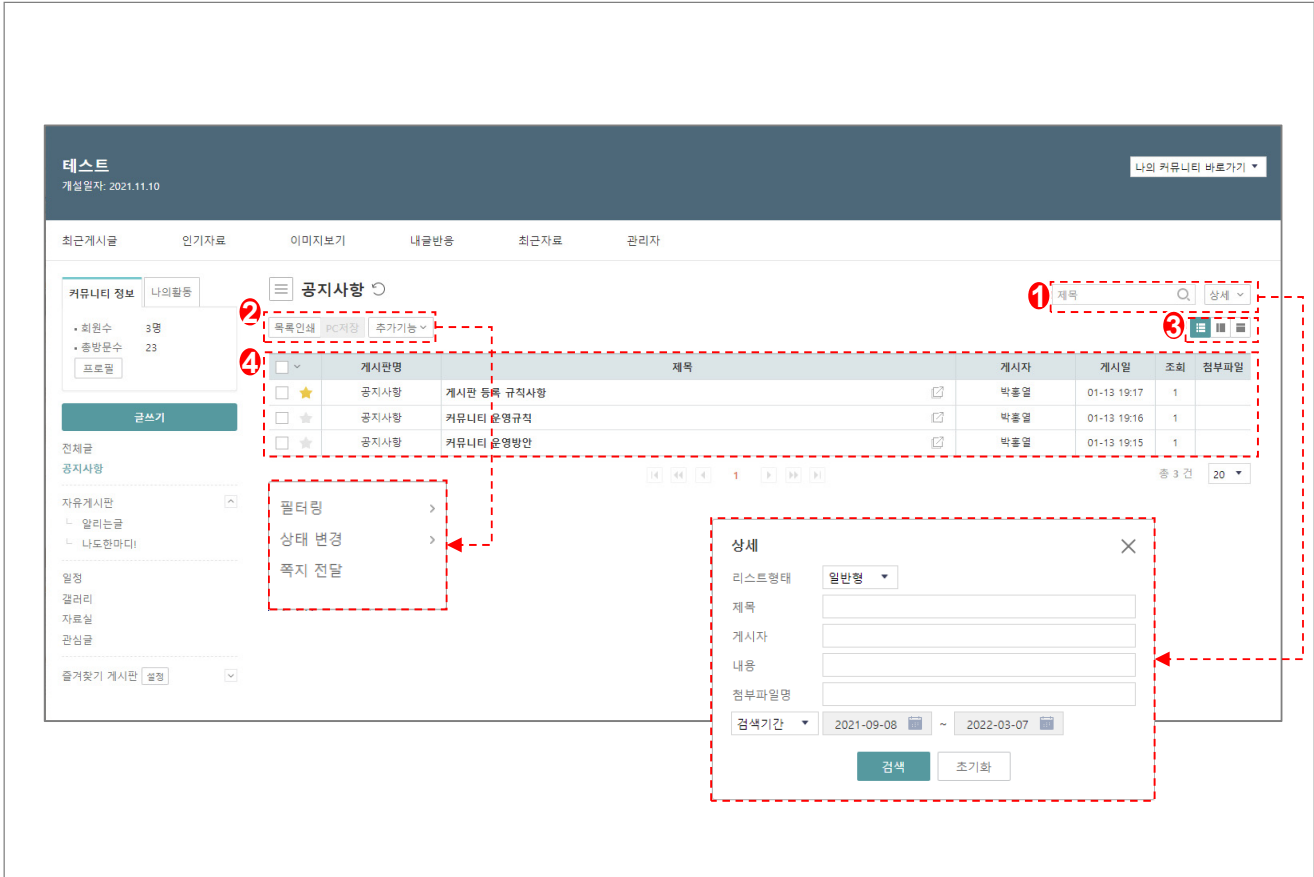 테스트
개설일자: 2021.11.10
나의 커뮤니티 바로가기
최근게시글 인기자료 이미지보기 내글반응 최근자료 관리자
커뮤니티 정보 나의활동
회원수 3명
총방문수 23
프로필
글쓰기
전체글
공지사항
자유게시판
알리는글
나도한마디!
일정
갤러리
자료실
관심글
즐겨찾기 게시판 설정
공지사항
1 제목 상세
2
목록인쇄 PC저장 추가기능
3
4
게시판명 제목 게시자 게시일 조회 첨부파일
공지사항 게시판 등록 규칙사항 박홍열 01-13 19:17 1
공지사항 커뮤니티 운영규칙 박홍열 01-13 19:16 1
공지사항 커뮤니티 운영방안 박홍열 01-13 19:15 1
1
총 3 건 20
필터링
상태 변경
쪽지 전달
상세
리스트형태 일반형
제목
게시자
내용
첨부파일명
검색기간 2021-09-08 ~ 2022-03-07
검색 초기화